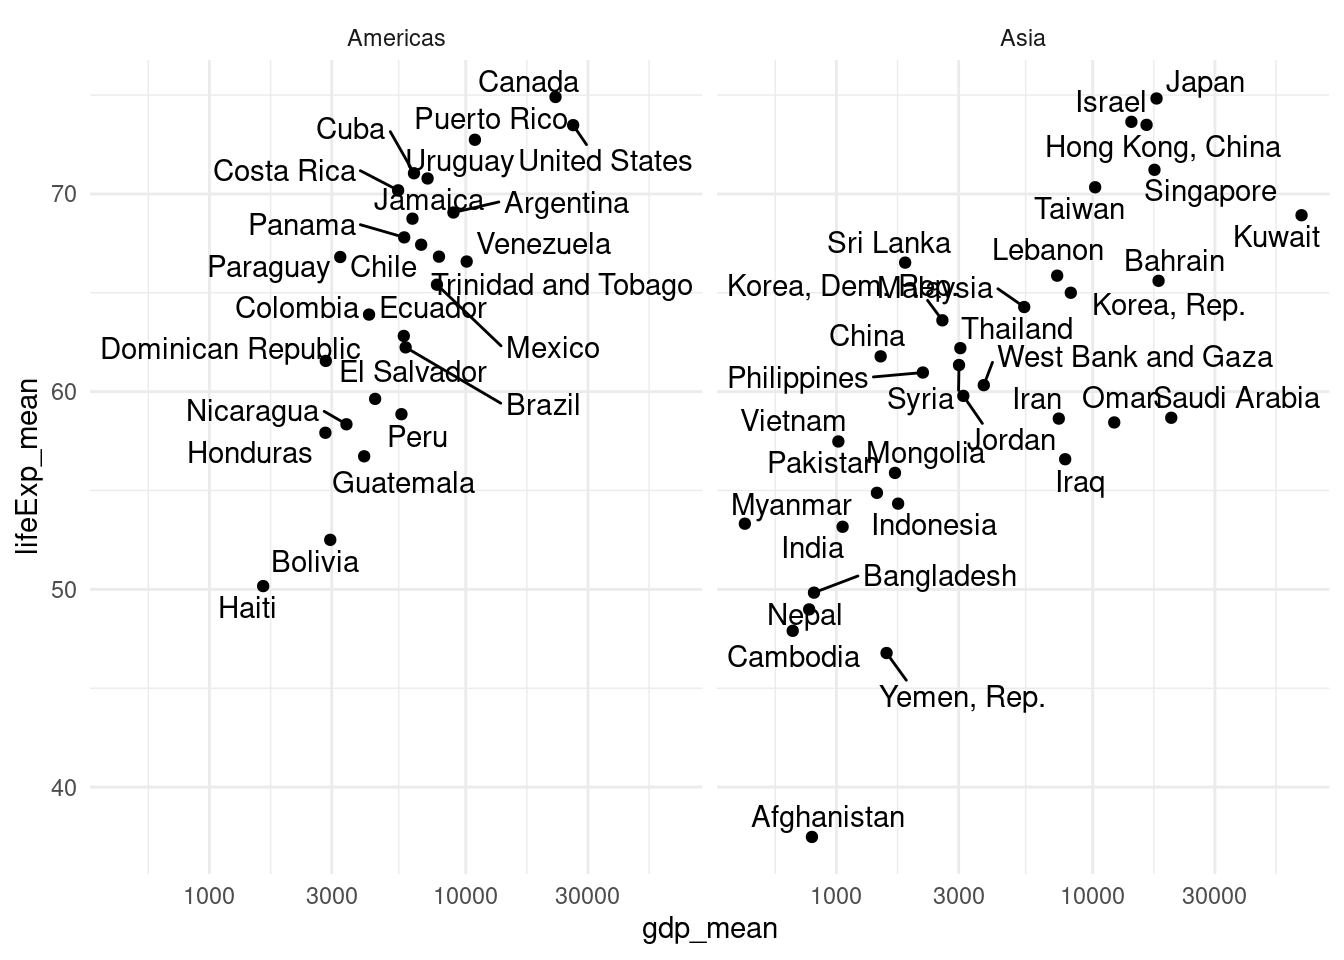 Americas
Asia
Canada
Puerto Rico
Cuba
Uruguay
United States
Costa Rica
Jamaica
Argentina
Panama
Venezuela
Paraguay
Chile
Trinidad and Tobago
Colombia
Ecuador
Dominican Republic
Mexico
El Salvador
Brazil
Nicaragua
Peru
Honduras
Guatemala
Bolivia
Haiti
Japan
Israel
Hong Kong, China
Singapore
Taiwan
Kuwait
Sri Lanka
Lebanon
Bahrain
Korea, Dem. Rep.
Malaysia
Korea, Rep.
China
Thailand
West Bank and Gaza
Philippines
Syria
Iran
Oman
Saudi Arabia
Vietnam
Jordan
Pakistan
Mongolia
Iraq
Myanmar
Indonesia
India
Bangladesh
Nepal
Cambodia
Yemen, Rep.
Afghanistan
70
60
50
40
lifeExp_mean
1000
3000
10000
30000
1000
3000
10000
30000
gdp_mean